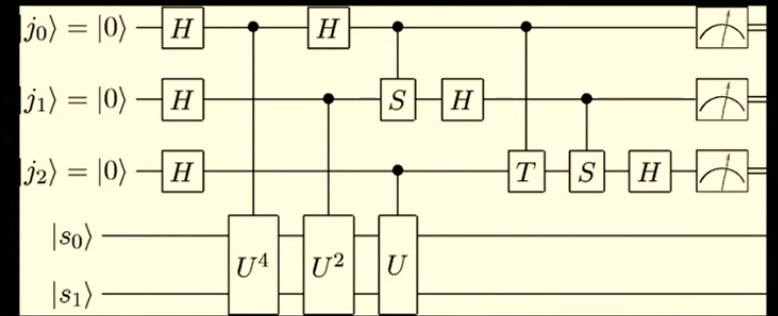 |j₀⟩ = |0⟩ H H
|j₁⟩ = |0⟩ H S H
|j₂⟩ = |0⟩ H T S H
|s₀⟩
U⁴ U² U
|s₁⟩